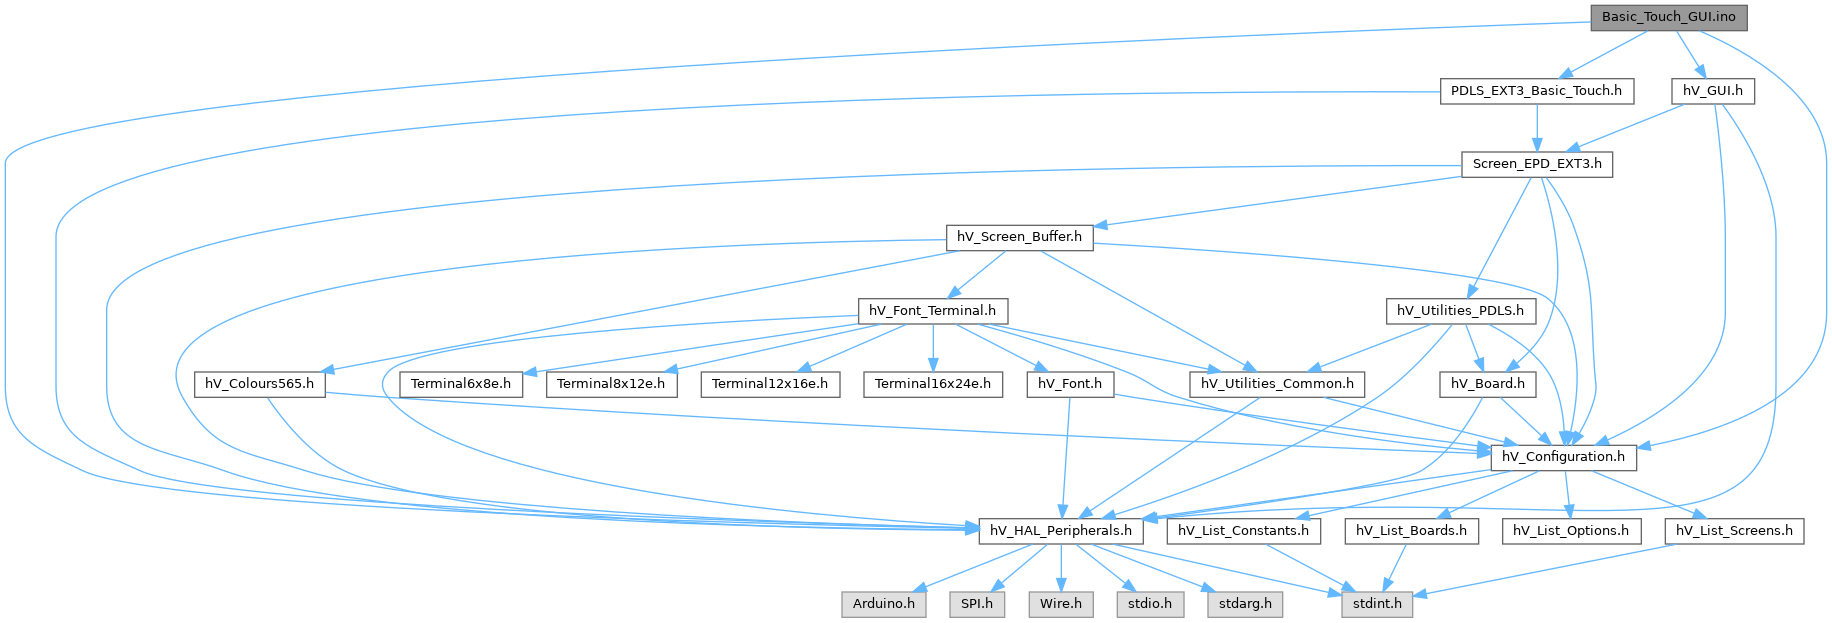 Basic_Touch_GUI.ino
PDLS_EXT3_Basic_Touch.h
hV_GUI.h
Screen_EPD_EXT3.h
hV_Screen_Buffer.h
hV_Font_Terminal.h
hV_Utilities_PDLS.h
hV_Colours565.h
Terminal6x8e.h
Terminal8x12e.h
Terminal12x16e.h
Terminal16x24e.h
hV_Font.h
hV_Utilities_Common.h
hV_Board.h
hV_Configuration.h
hV_HAL_Peripherals.h
hV_List_Constants.h
hV_List_Boards.h
hV_List_Options.h
hV_List_Screens.h
Arduino.h
SPI.h
Wire.h
stdio.h
stdarg.h
stdint.h